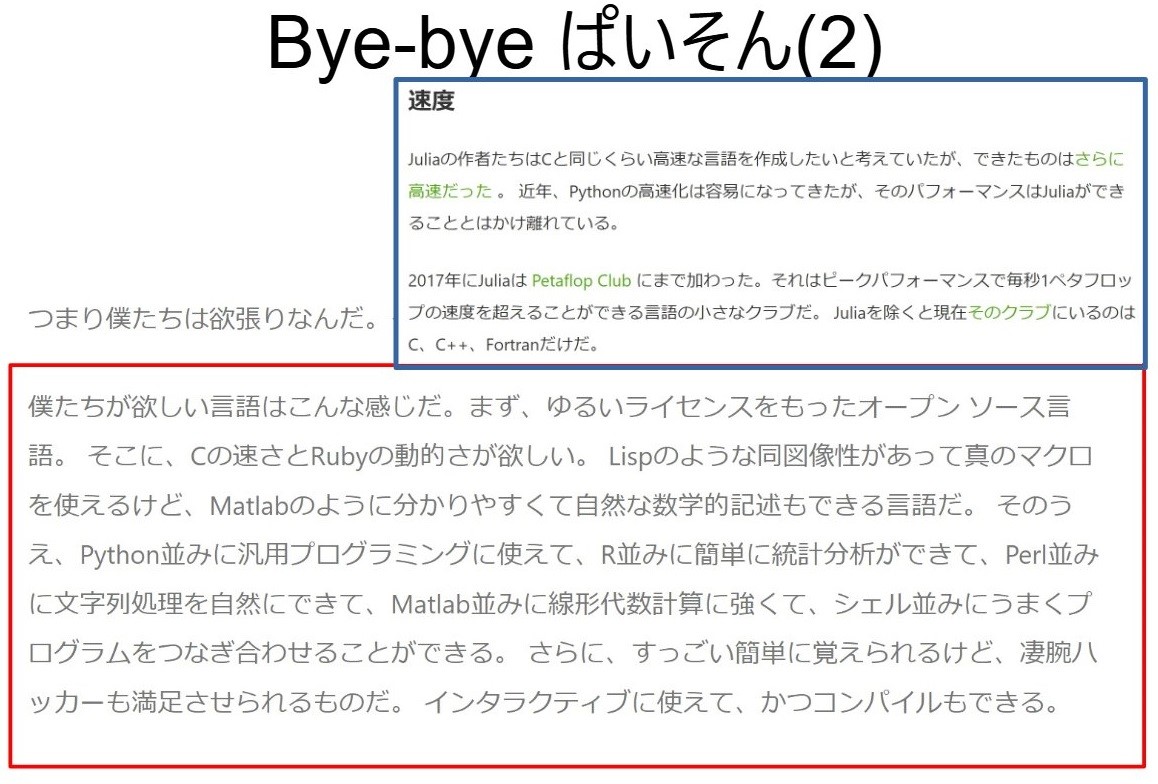 Bye-bye ぱいそん(2)
速度
Juliaの作者たちはCと同じくらい高速な言語を作成したいと考えていたが、できたものはさらに
高速だった 。 近年、Pythonの高速化は容易になってきたが、そのパフォーマンスはJuliaができ
ることとはかけ離れている。
2017年にJuliaは Petaflop Club にまで加わった。それはピークパフォーマンスで毎秒1ペタフロッ
プの速度を超えることができる言語の小さなクラブだ。 Juliaを除くと現在そのクラブにいるのは
C、C++、Fortranだけだ。
つまり僕たちは欲張りなんだ。
僕たちが欲しい言語はこんな感じだ。まず、ゆるいライセンスをもったオープン ソース言
語。 そこに、Cの速さとRubyの動的さが欲しい。 Lispのような同図像性があって真のマクロ
を使えるけど、Matlabのように分かりやすくて自然な数学的記述もできる言語だ。 そのう
え、Python並みに汎用プログラミングに使えて、R並みに簡単に統計分析ができて、Perl並み
に文字列処理を自然にできて、Matlab並みに線形代数計算に強くて、シェル並みにうまくプ
ログラムをつなぎ合わせることができる。 さらに、すっごい簡単に覚えられるけど、凄腕ハ
ッカーも満足させられるものだ。 インタラクティブに使えて、かつコンパイルもできる。